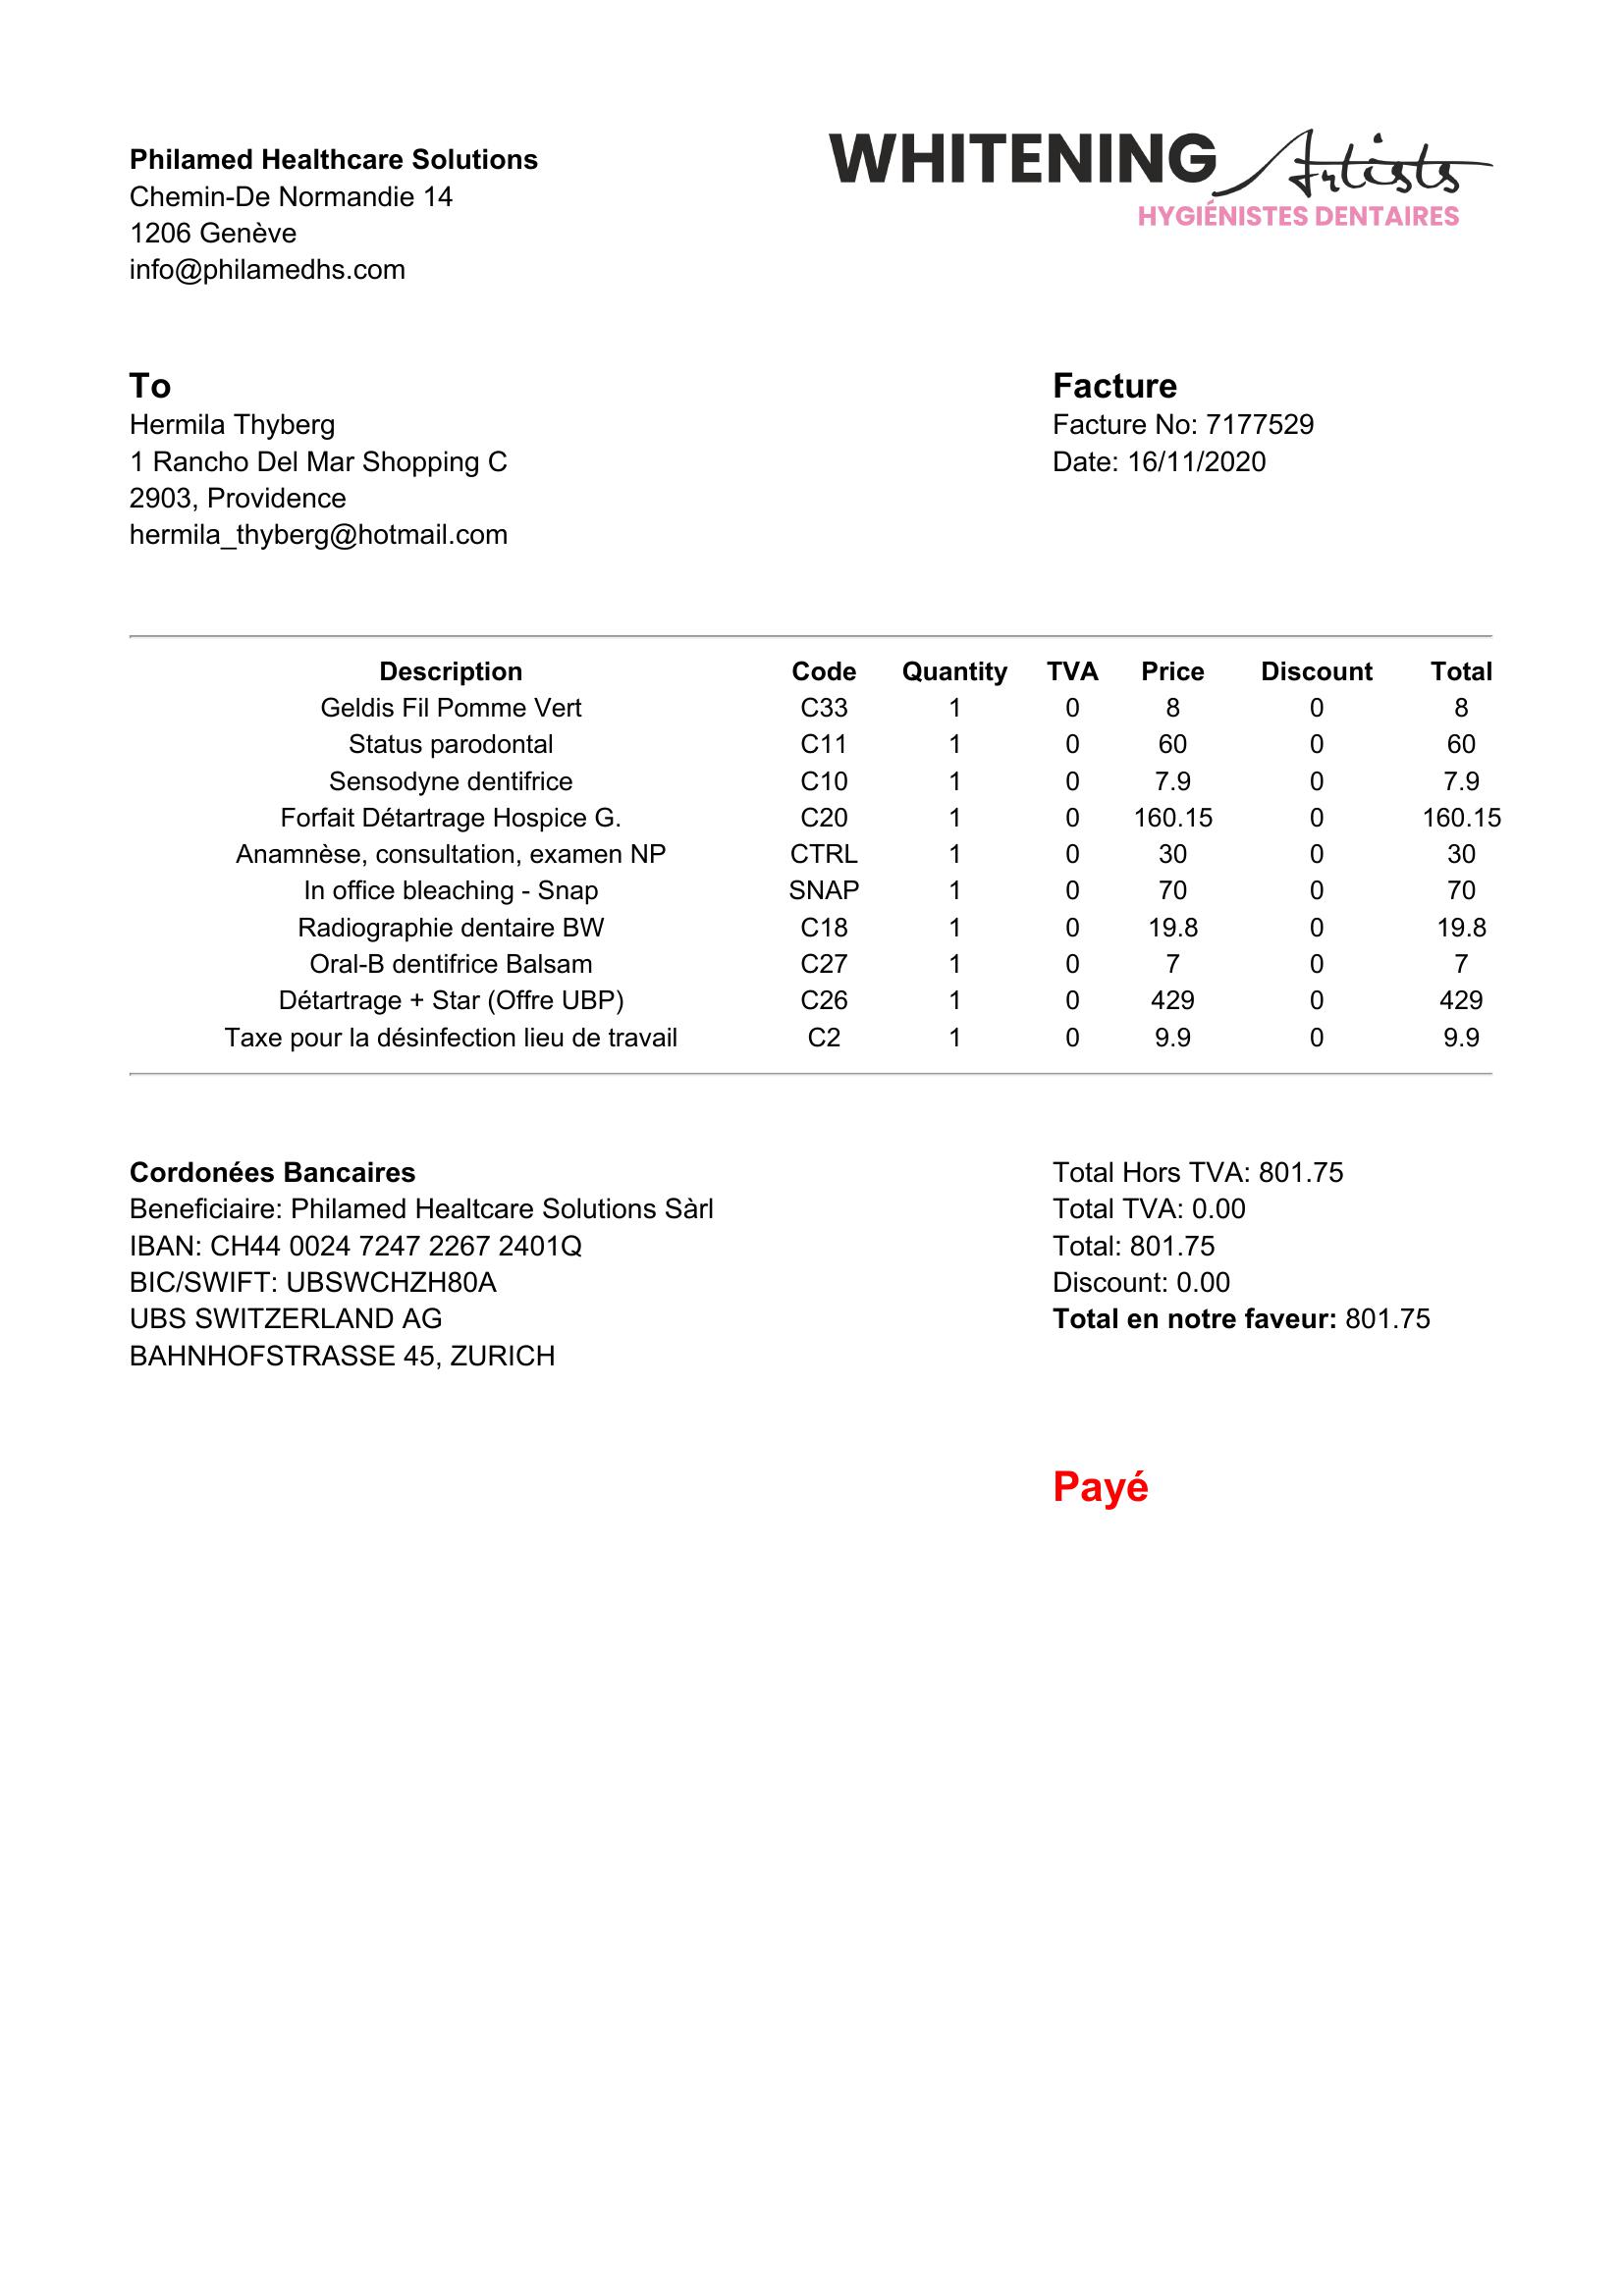 Philamed Healthcare Solutions
Chemin-De Normandie 14
1206 Genève
info@philamedhs.com
WHITENING Artists
HYGIÉNISTES DENTAIRES
To
Hermila Thyberg
1 Rancho Del Mar Shopping C
2903, Providence
hermila_thyberg@hotmail.com
Facture
Facture No: 7177529
Date: 16/11/2020
Description Code Quantity TVA Price Discount Total
Geldis Fil Pomme Vert C33 1 0 8 0 8
Status parodontal C11 1 0 60 0 60
Sensodyne dentifrice C10 1 0 7.9 0 7.9
Forfait Détartrage Hospice G. C20 1 0 160.15 0 160.15
Anamnèse, consultation, examen NP CTRL 1 0 30 0 30
In office bleaching - Snap SNAP 1 0 70 0 70
Radiographie dentaire BW C18 1 0 19.8 0 19.8
Oral-B dentifrice Balsam C27 1 0 7 0 7
Détartrage + Star (Offre UBP) C26 1 0 429 0 429
Taxe pour la désinfection lieu de travail C2 1 0 9.9 0 9.9
Cordonées Bancaires
Beneficiaire: Philamed Healtcare Solutions Sàrl
IBAN: CH44 0024 7247 2267 2401Q
BIC/SWIFT: UBSWCHZH80A
UBS SWITZERLAND AG
BAHNHOFSTRASSE 45, ZURICH
Total Hors TVA: 801.75
Total TVA: 0.00
Total: 801.75
Discount: 0.00
Total en notre faveur: 801.75
Payé